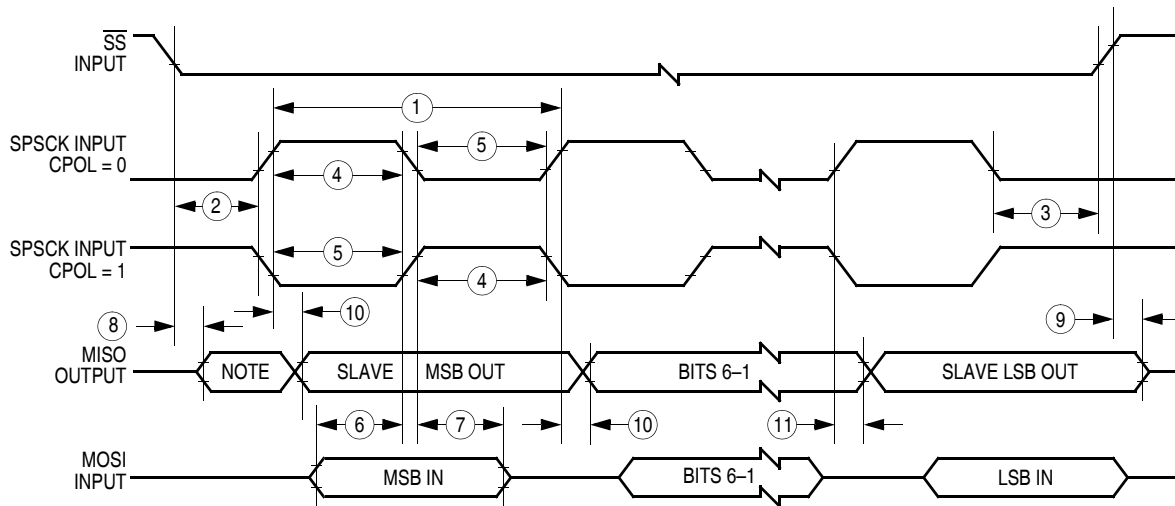 SS
INPUT
1
SPSCK INPUT
CPOL = 0
5
4
2
3
SPSCK INPUT
CPOL = 1
5
4
8
10
9
MISO
OUTPUT
NOTE
SLAVE
MSB OUT
BITS 6–1
SLAVE LSB OUT
6
7
10
11
MOSI
INPUT
MSB IN
BITS 6–1
LSB IN